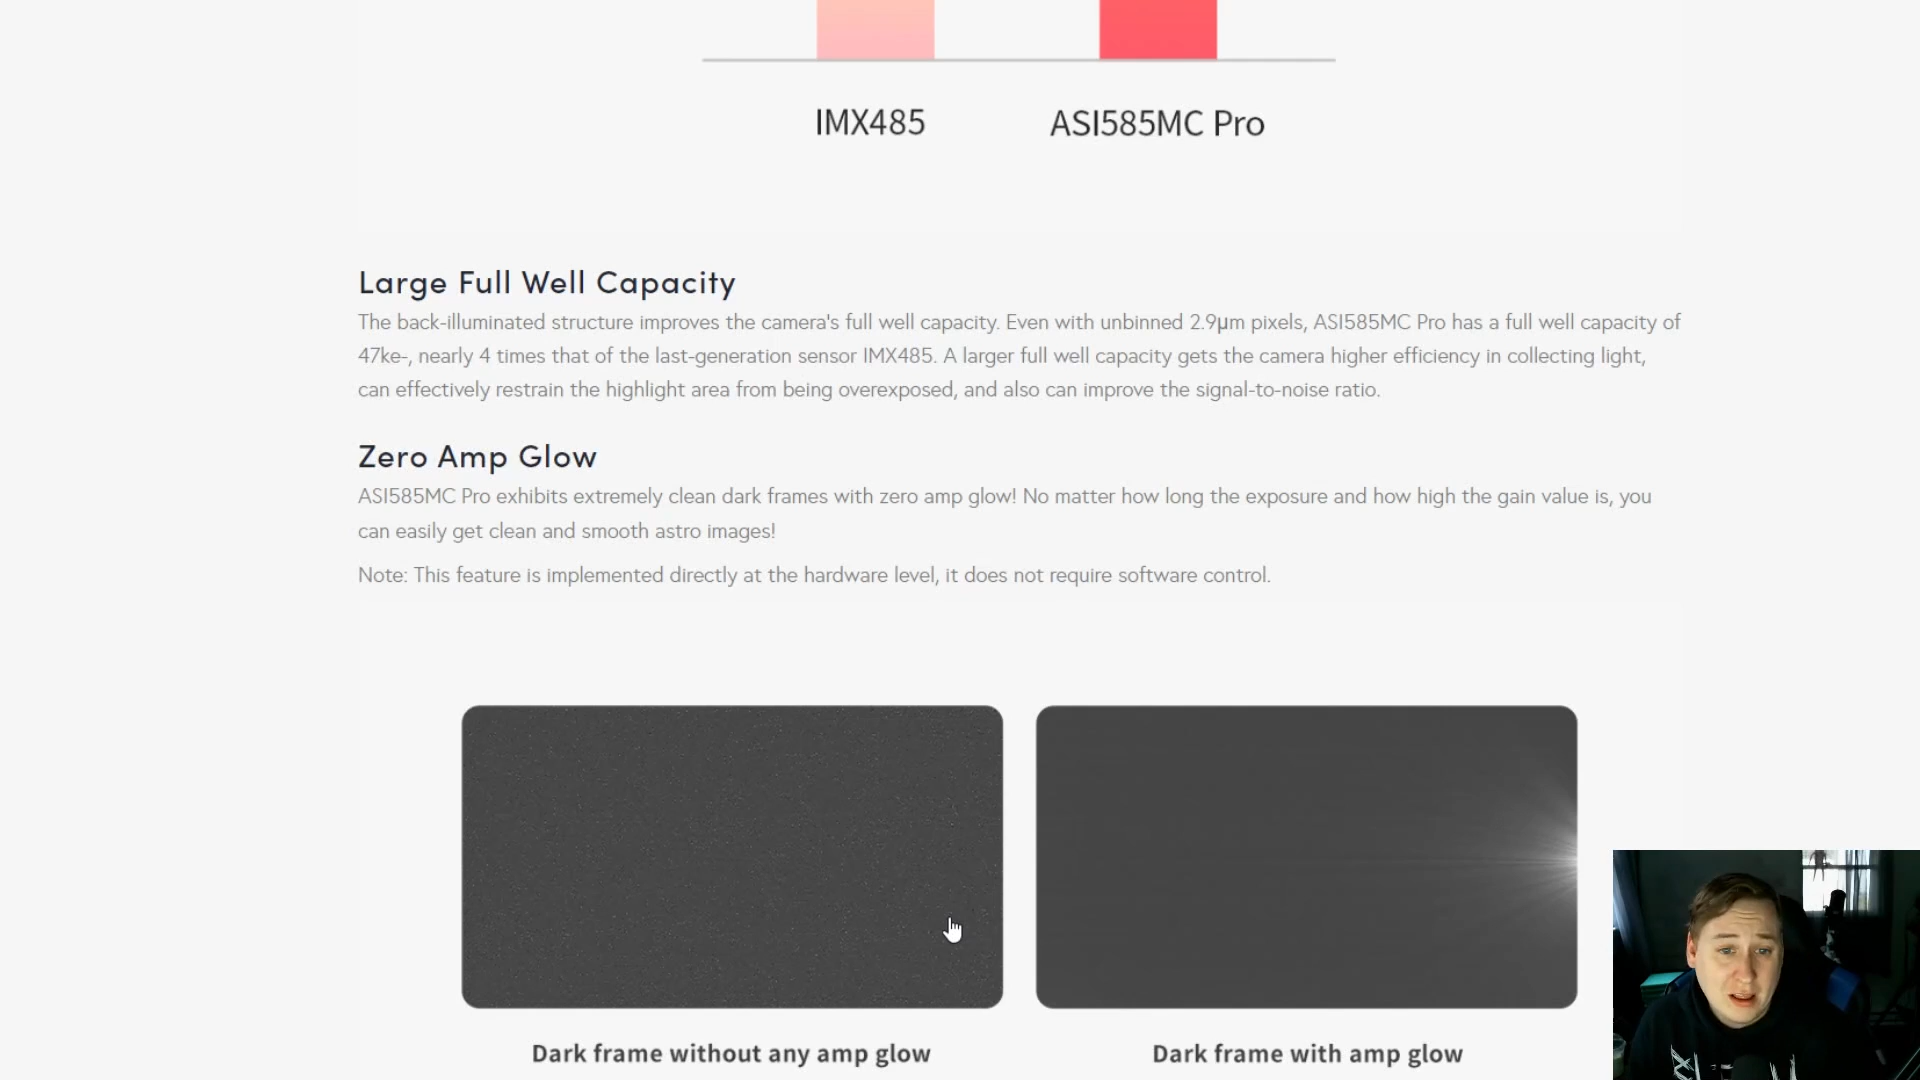 IMX485 ASI585MC Pro
Large Full Well Capacity
The back-illuminated structure improves the camera's full well capacity. Even with unbinned 2.9μm pixels, ASI585MC Pro has a full well capacity of
47ke-, nearly 4 times that of the last-generation sensor IMX485. A larger full well capacity gets the camera higher efficiency in collecting light,
can effectively restrain the highlight area from being overexposed, and also can improve the signal-to-noise ratio.
Zero Amp Glow
ASI585MC Pro exhibits extremely clean dark frames with zero amp glow! No matter how long the exposure and how high the gain value is, you
can easily get clean and smooth astro images!
Note: This feature is implemented directly at the hardware level, it does not require software control.
Dark frame without any amp glow Dark frame with amp glow